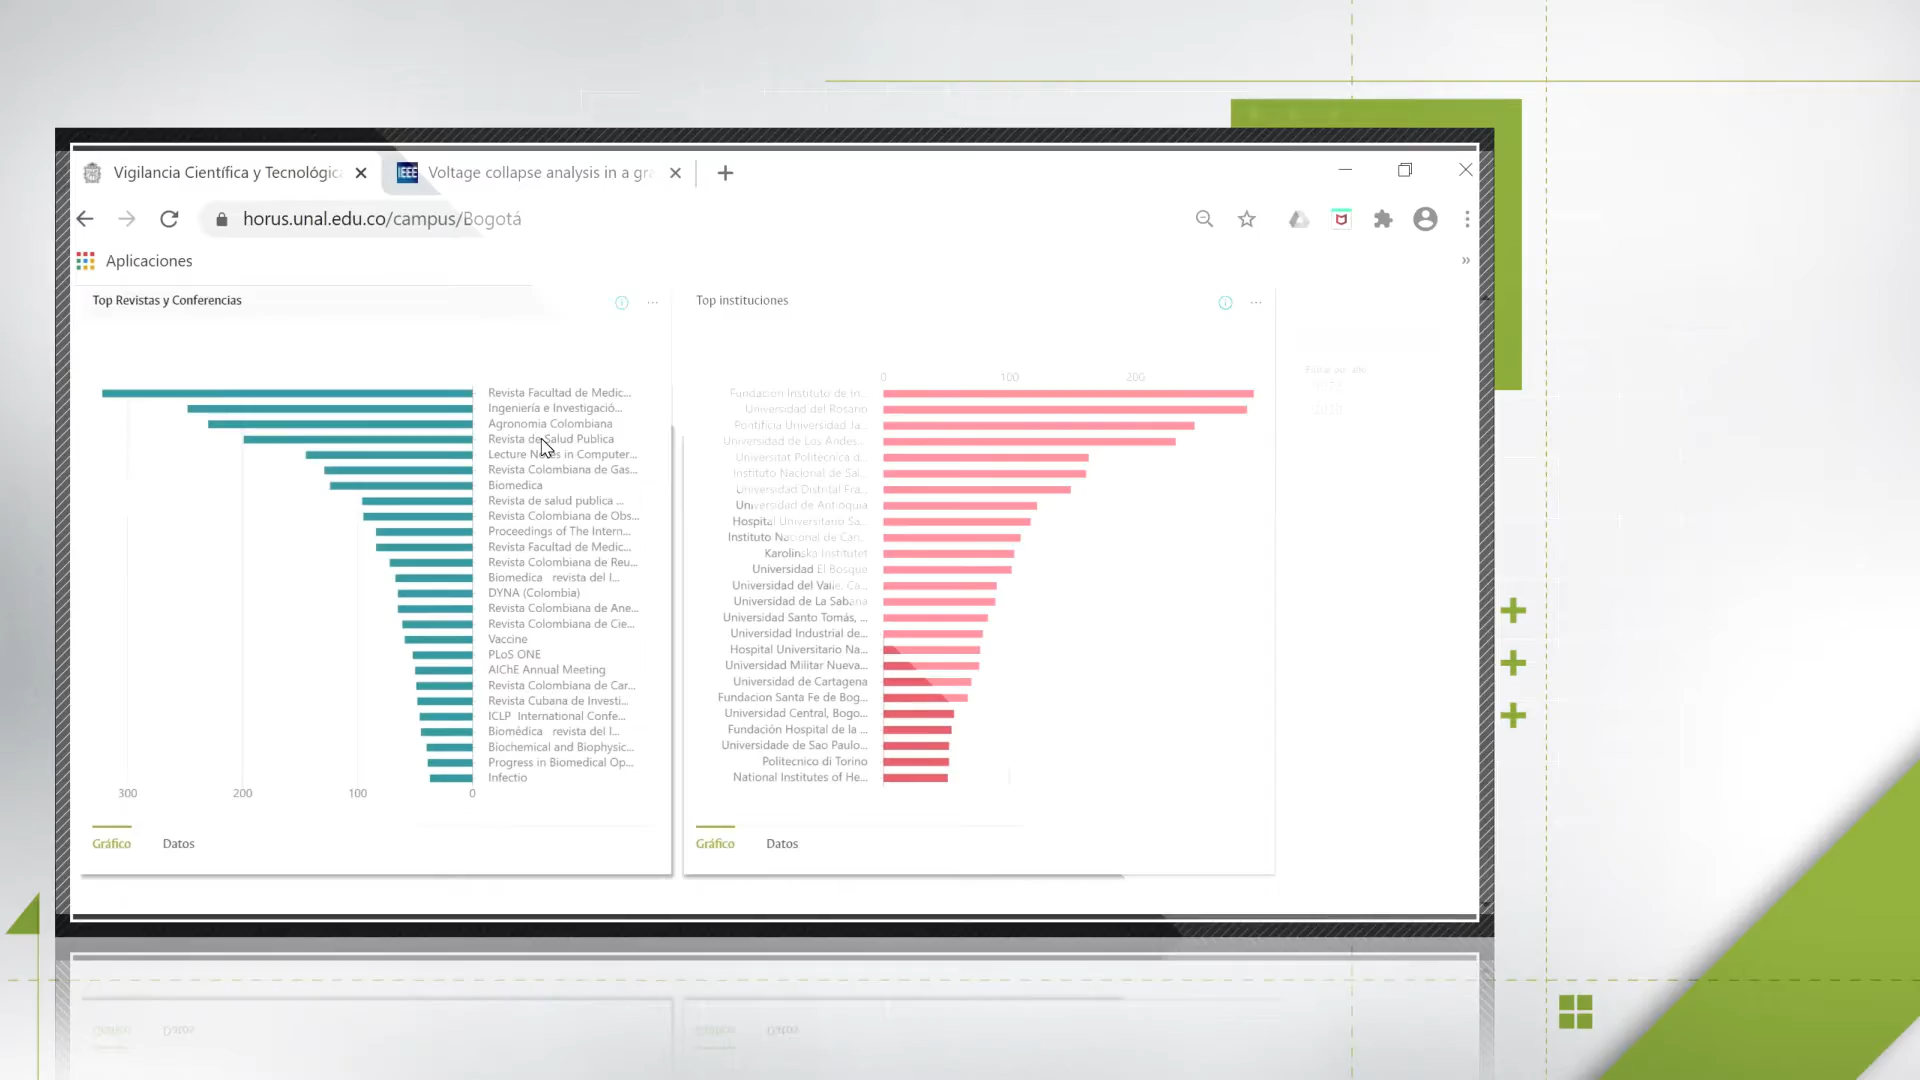 Vigilancia Científica y Tecnológica
IEEE
Voltage collapse analysis in a gra
horus.unal.edu.co/campus/Bogotá
Aplicaciones
»
Top Revistas y Conferencias
Revista Facultad de Medic...
Ingeniería e Investigació...
Agronomia Colombiana
Revista de Salud Publica
Lecture Notes in Computer...
Revista Colombiana de Gas...
Biomedica
Revista de salud publica ...
Revista Colombiana de Obs...
Proceedings of The Intern...
Revista Facultad de Medic...
Revista Colombiana de Reu...
Biomedica revista del I...
DYNA (Colombia)
Revista Colombiana de Ane...
Revista Colombiana de Cie...
Vaccine
PLoS ONE
AIChE Annual Meeting
Revista Colombiana de Car...
Revista Cubana de Investi...
ICLP International Confe...
Biomédica revista del I...
Biochemical and Biophysic...
Progress in Biomedical Op...
Infectio
300 200 100 0
Gráfico Datos
Top instituciones
0 100 200
Fundación Instituto de In...
Universidad del Rosario
Pontificia Universidad Ja...
Universidad de Los Andes...
Universitat Politècnica d...
Instituto Nacional de Sal...
Universidad Distrital Fra...
Universidad de Antioquia
Hospital Universitario Sa...
Instituto Nacional de Can...
Karolinska Institutet
Universidad El Bosque
Universidad del Valle, Ca...
Universidad de La Sabana
Universidad Santo Tomás, ...
Universidad Industrial de...
Hospital Universitario Na...
Universidad Militar Nueva...
Universidad de Cartagena
Fundacion Santa Fe de Bog...
Universidad Central, Bogo...
Fundación Hospital de la ...
Universidade de Sao Paulo...
Politecnico di Torino
National Institutes of He...
Gráfico Datos
Filtrar por año